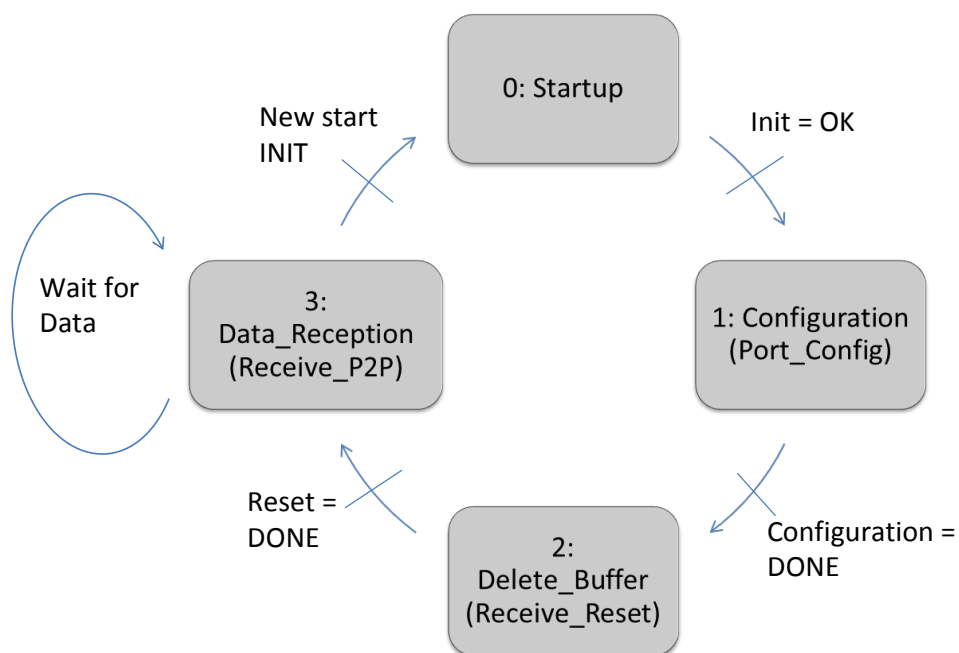 0: Startup
New start
INIT
Init = OK
Wait for
Data
3:
Data_Reception
(Receive_P2P)
1: Configuration
(Port_Config)
Reset =
DONE
2:
Delete_Buffer
(Receive_Reset)
Configuration =
DONE